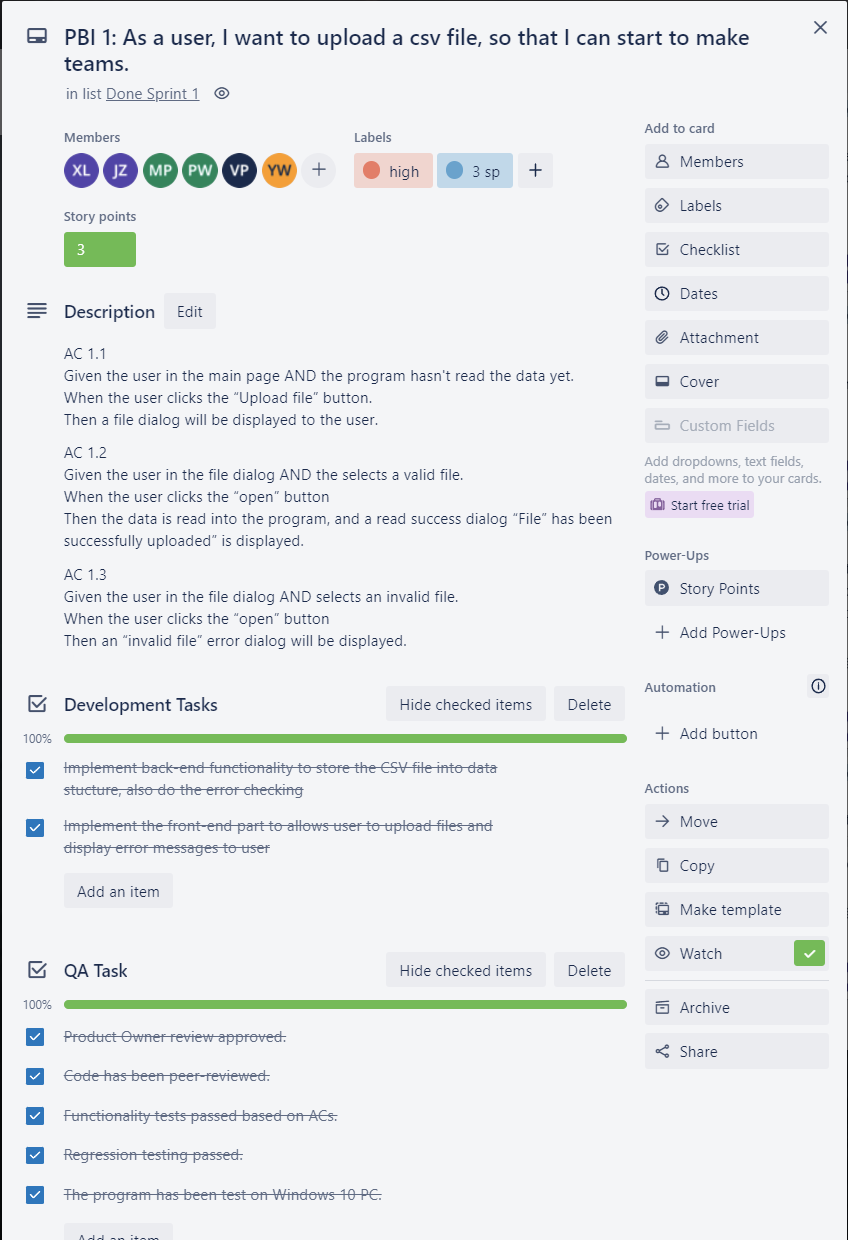 PBI 1: As a user, I want to upload a csv file, so that I can start to make
teams.
in list Done Sprint 1
Members
XL JZ MP PW VP YW
Labels
high
3 sp
Story points
3
Description
Edit
AC 1.1
Given the user in the main page AND the program hasn't read the data yet.
When the user clicks the “Upload file” button.
Then a file dialog will be displayed to the user.
AC 1.2
Given the user in the file dialog AND the selects a valid file.
When the user clicks the “open” button
Then the data is read into the program, and a read success dialog “File” has been
successfully uploaded” is displayed.
AC 1.3
Given the user in the file dialog AND selects an invalid file.
When the user clicks the “open” button
Then an “invalid file” error dialog will be displayed.
Development Tasks
Hide checked items
Delete
100%
Implement back-end functionality to store the CSV file into data
stucture, also do the error checking
Implement the front-end part to allows user to upload files and
display error messages to user
Add an item
QA Task
Hide checked items
Delete
100%
Product Owner review approved.
Code has been peer-reviewed.
Functionality tests passed based on ACs.
Regression testing passed.
The program has been test on Windows 10 PC.
Add an item
Add to card
Members
Labels
Checklist
Dates
Attachment
Cover
Custom Fields
Add dropdowns, text fields,
dates, and more to your cards.
Start free trial
Power-Ups
P Story Points
Add Power-Ups
Automation
Add button
Actions
Move
Copy
Make template
Watch
Archive
Share